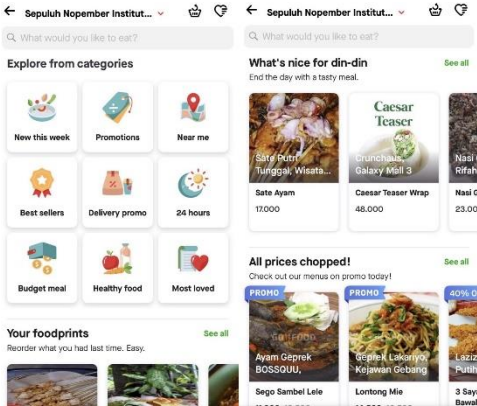 Sepuluh Nopember Institut...
What would you like to eat?
Explore from categories
New this week
Promotions
Near me
Best sellers
Delivery promo
24 hours
Budget meal
Healthy food
Most loved
Your foodprints
See all
Reorder what you had last time. Easy.
Sepuluh Nopember Institut...
What would you like to eat?
What's nice for din-din
See all
End the day with a tasty meal.
Sate Putri
Tunggal, Wisata...
Sate Ayam
17.000
Caesar
Teaser
Crunchaus,
Galaxy Mall 3
Caesar Teaser Wrap
48.000
Nasi
Rifah
Nasi G
23.00
All prices chopped!
See all
Check out our menus on promo today!
PROMO
GOFOOD
Ayam Geprek
BOSSQUU,
Sego Sambel Lele
PROMO
Geprek Lakariyo,
Kejawan Gebang
Lontong Mie
40% O
Laziz
Putih
3 Saya
Bawal